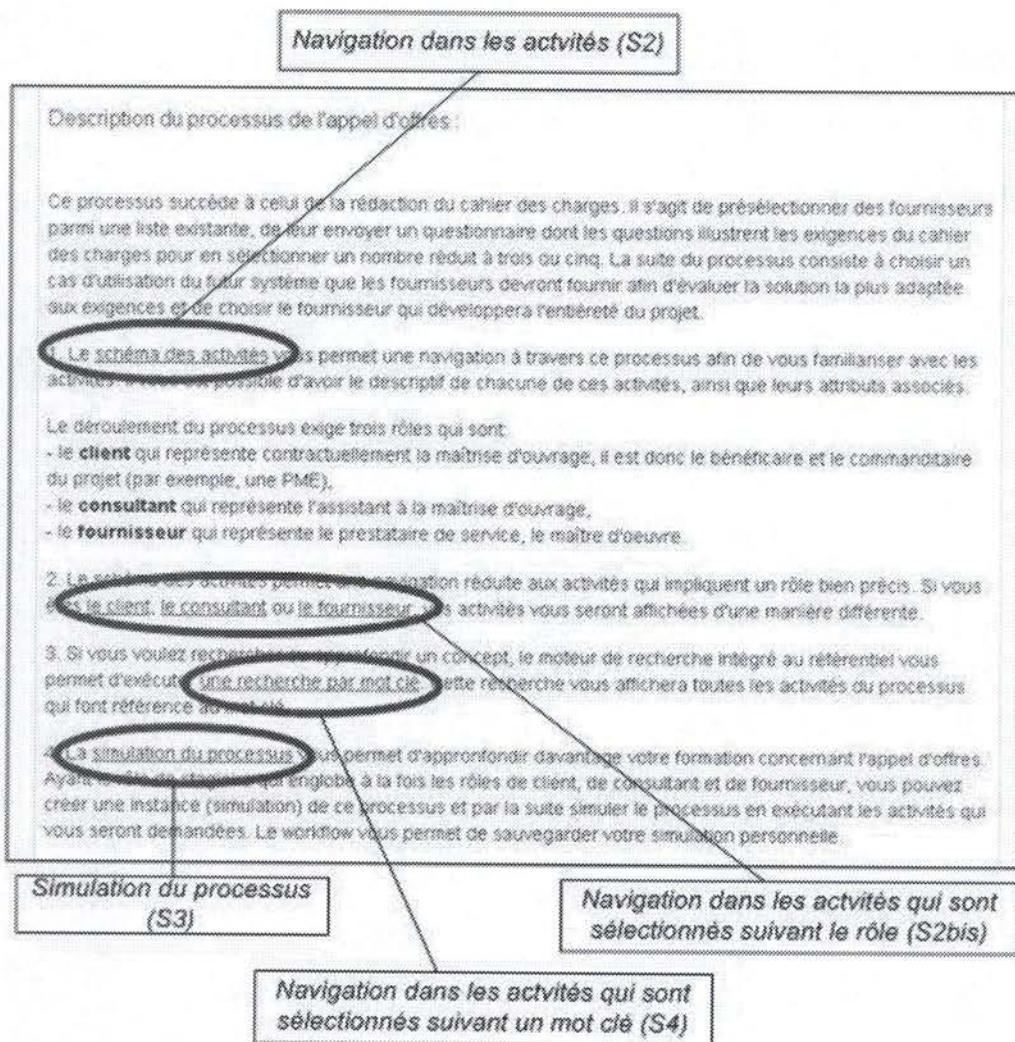 Navigation dans les actvités (S2)
Description du processus de l'appel d'offres :
Ce processus succède à celui de la rédaction du cahier des charges. Il s'agit de présélectionner des fournisseurs
parmi une liste existante, de leur envoyer un questionnaire dont les questions illustrent les exigences du cahier
des charges pour en sélectionner un nombre réduit à trois ou cinq. La suite du processus consiste à choisir un
cas d'utilisation du futur système que les fournisseurs devront fournir afin d'évaluer la solution la plus adaptée
aux exigences et de choisir le fournisseur qui développera l'entièreté du projet.
1. Le schéma des activités vous permet une navigation à travers ce processus afin de vous familiariser avec les
activités. possible d'avoir le descriptif de chacune de ces activités, ainsi que leurs attributs associés.
Le déroulement du processus exige trois rôles qui sont:
- le client qui représente contractuellement la maîtrise d'ouvrage, il est donc le bénéficaire et le commanditaire
du projet (par exemple, une PME),
- le consultant qui représente l'assistant à la maîtrise d'ouvrage,
- le fournisseur qui représente le prestataire de service, le maître d'oeuvre.
2. Le schéma des activités permet navigation réduite aux activités qui impliquent un rôle bien précis. Si vous
êtes le client, le consultant ou le fournisseur, les activités vous seront affichées d'une manière différente.
3. Si vous voulez rechercher approfondir un concept, le moteur de recherche intégré au référentiel vous
permet d'exécuter une recherche par mot clé cette recherche vous affichera toutes les activités du processus
qui font référence au mot clé.
4. La simulation du processus vous permet d'appronfondir davantage votre formation concernant l'appel d'offres.
Ayant englobe à la fois les rôles de client, de consultant et de fournisseur, vous pouvez
créer une instance (simulation) de ce processus et par la suite simuler le processus en exécutant les activités qui
vous seront demandées. Le workflow vous permet de sauvegarder votre simulation personnelle.
Simulation du processus
(S3)
Navigation dans les actvités qui sont
sélectionnés suivant le rôle (S2bis)
Navigation dans les actvités qui sont
sélectionnés suivant un mot clé (S4)